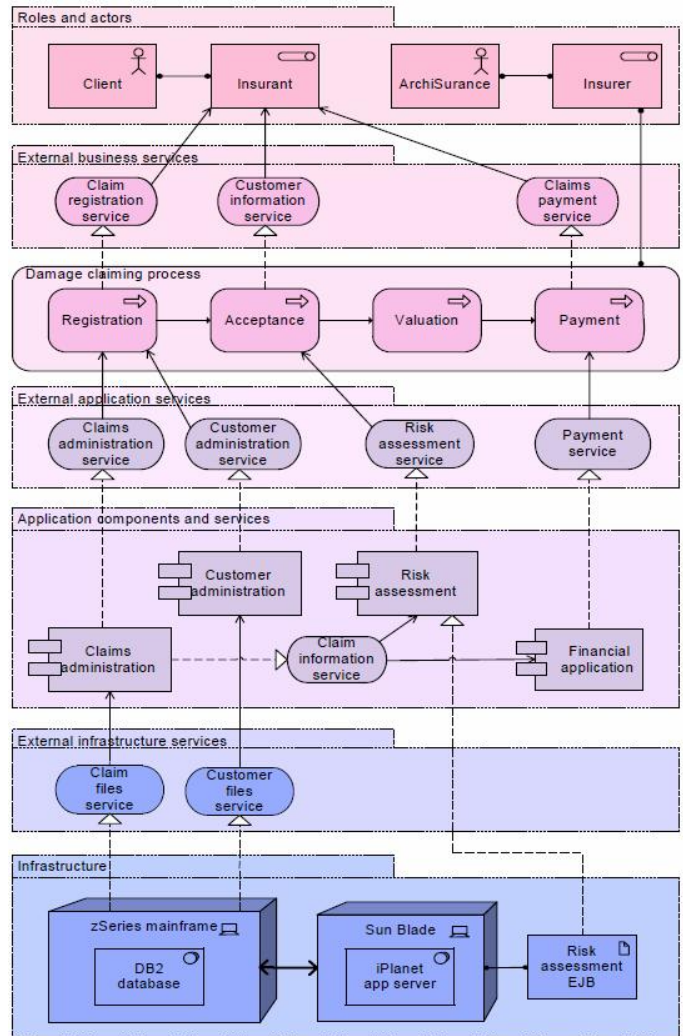 Roles and actors
Client
Insurant
ArchiSurance
Insurer
External business services
Claim
registration
service
Customer
information
service
Claims
payment
service
Damage claiming process
Registration
Acceptance
Valuation
Payment
External application services
Claims
administration
service
Customer
administration
service
Risk
assessment
service
Payment
service
Application components and services
Customer
administration
Risk
assessment
Claims
administration
Claim
information
service
Financial
application
External infrastructure services
Claim
files
service
Customer
files
service
Infrastructure
zSeries mainframe
DB2
database
Sun Blade
iPlanet
app server
Risk
assessment
EJB